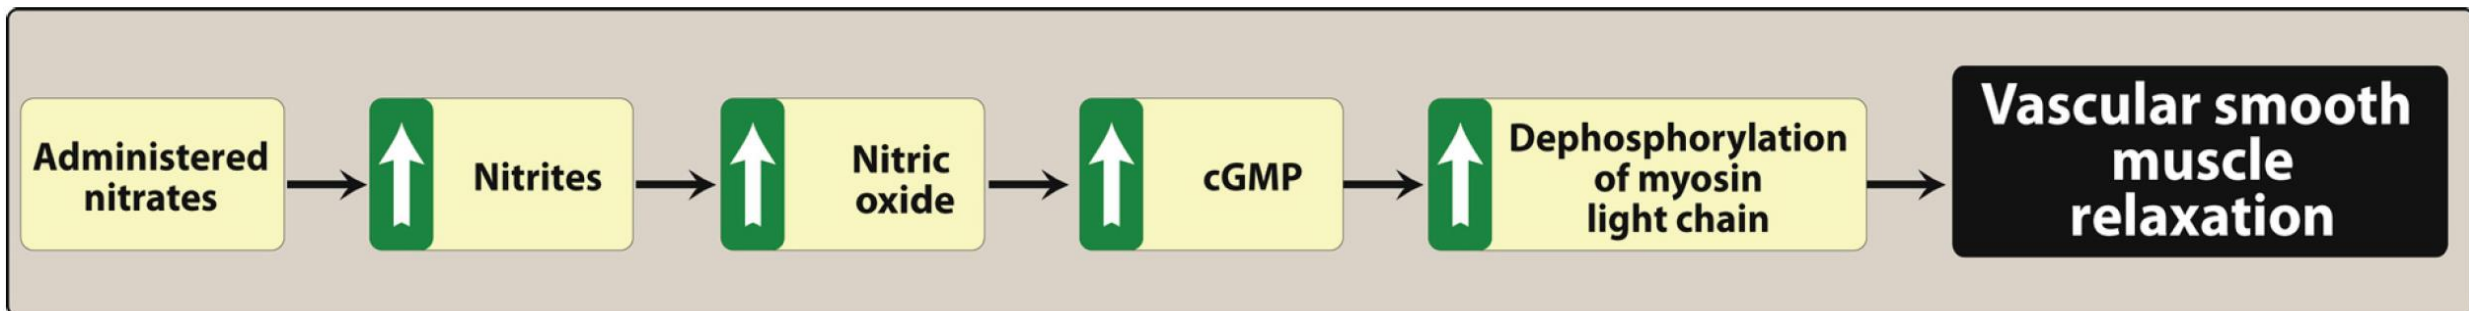 Administered
nitrates
Nitrites
Nitric
oxide
cGMP
Dephosphorylation
of myosin
light chain
Vascular smooth
muscle
relaxation